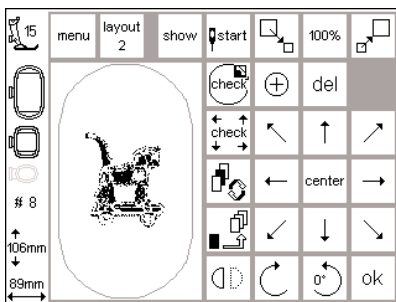 15
menu
layout
2
show
start
100%
check
del
check
center
# 8
106mm
89mm
0°
ok